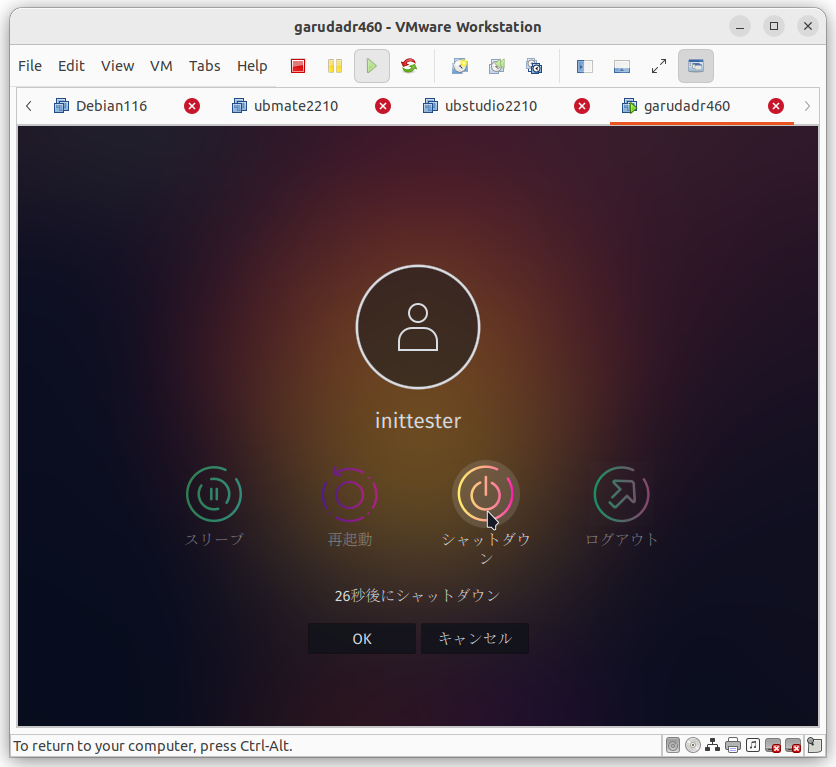 garudadr460 - VMware Workstation
File Edit View VM Tabs Help
Debian116 ubmate2210 ubstudio2210 garudadr460
inittester
スリープ 再起動 シャットダウ ログアウト
ン
26秒後にシャットダウン
OK キャンセル
To return to your computer, press Ctrl-Alt.